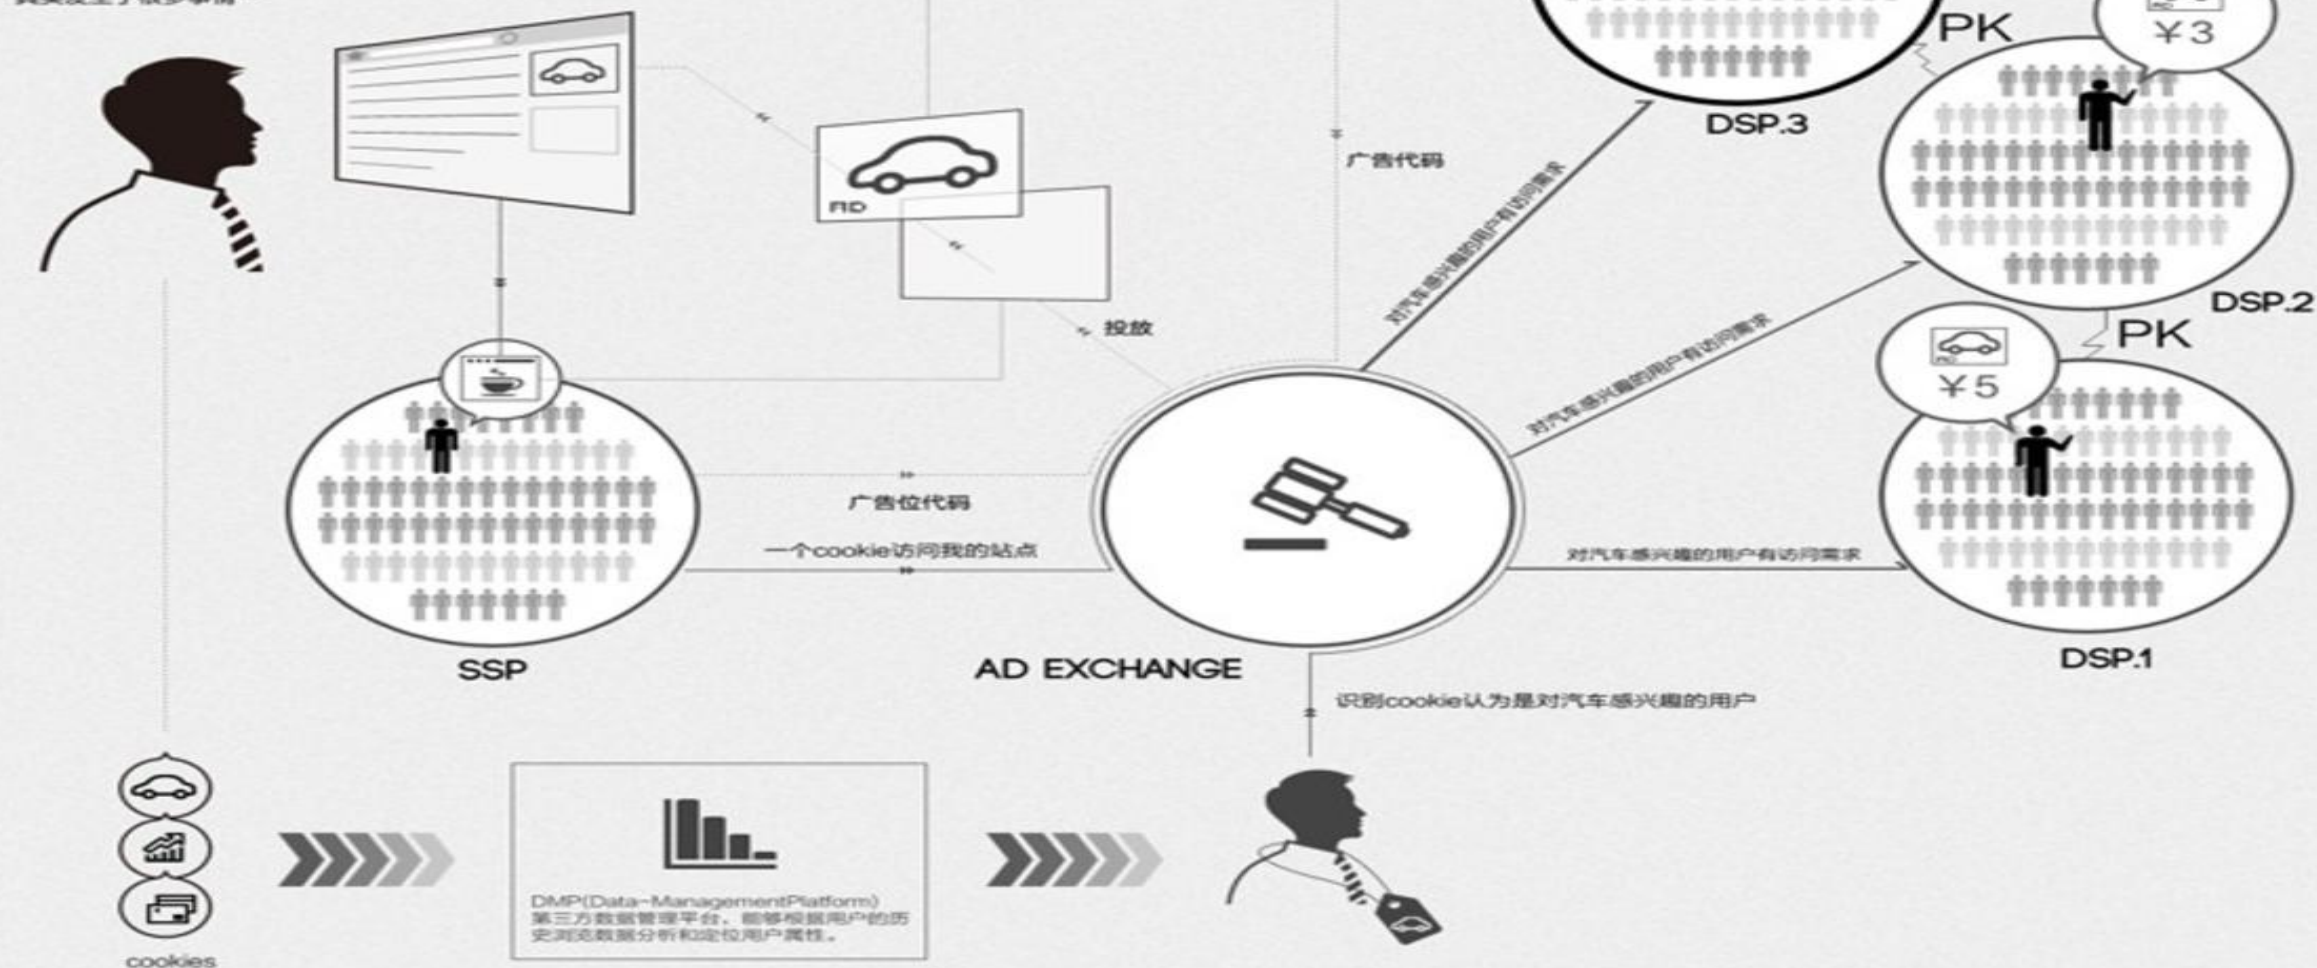 PK
¥3
DSP.3
广告代码
AD
对汽车感兴趣的用户有访问需求
DSP.2
PK
对汽车感兴趣的用户有访问需求
¥5
投放
广告位代码
一个cookie访问我的站点
对汽车感兴趣的用户有访问需求
SSP
AD EXCHANGE
DSP.1
识别cookie认为是对汽车感兴趣的用户
DMP(Data-ManagementPlatform)
第三方数据管理平台，能够根据用户的历
史浏览数据分析和定位用户属性。
cookies